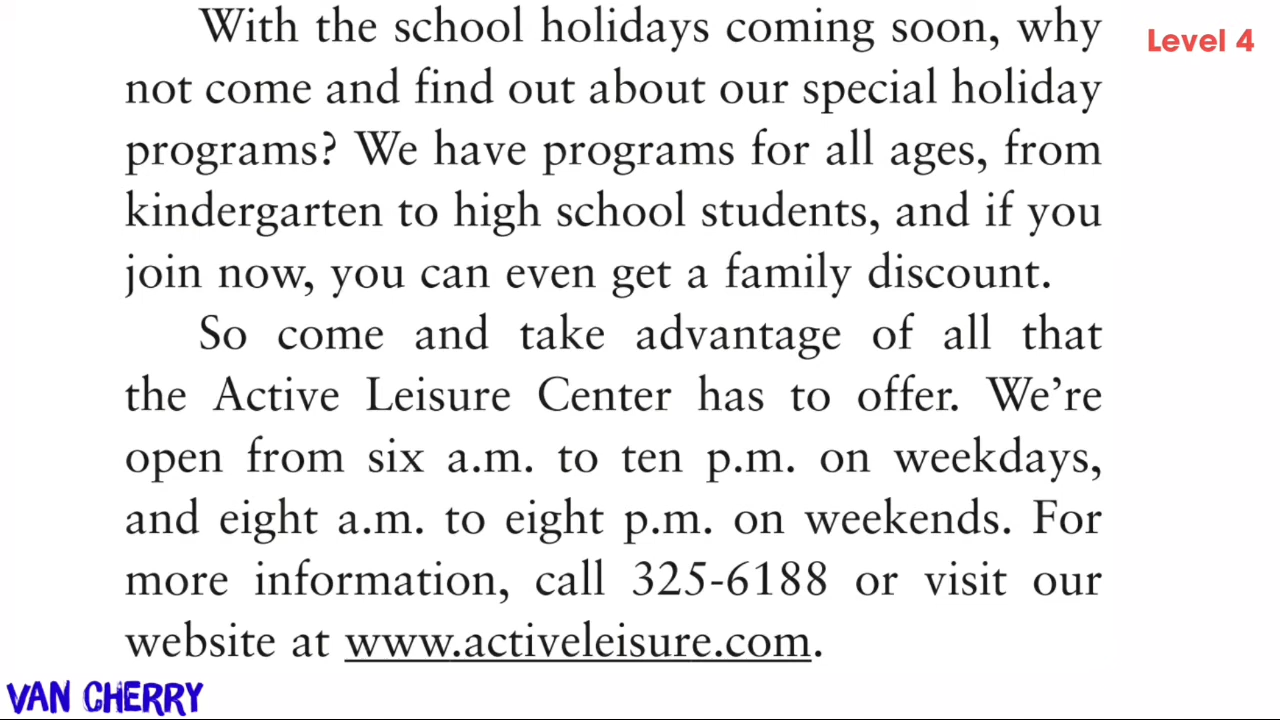 With the school holidays coming soon, why
Level 4
not come and find out about our special holiday
programs? We have programs for all ages, from
kindergarten to high school students, and if you
join now, you can even get a family discount.
So come and take advantage of all that
the Active Leisure Center has to offer. We’re
open from six a.m. to ten p.m. on weekdays,
and eight a.m. to eight p.m. on weekends. For
more information, call 325-6188 or visit our
website at www.activeleisure.com.
VAN CHERRY